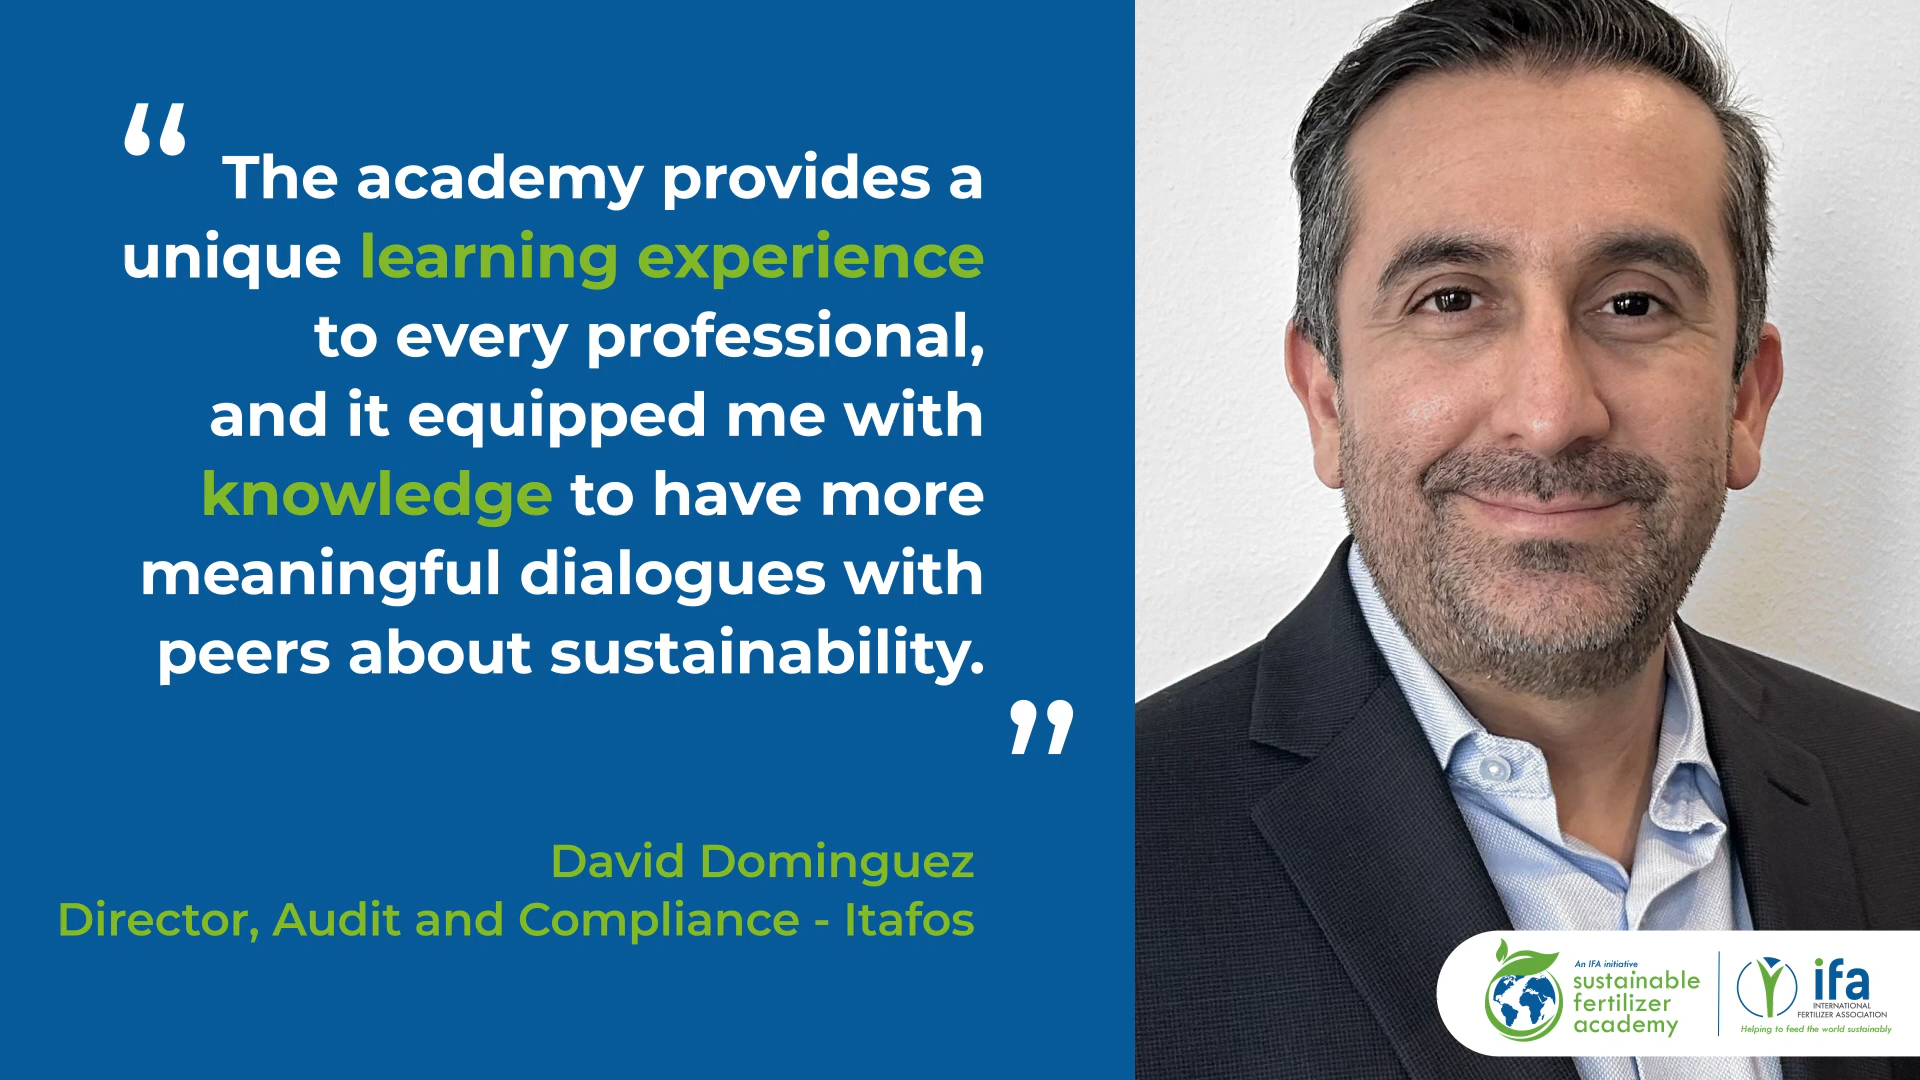 “ The academy provides a
unique learning experience
to every professional,
and it equipped me with
knowledge to have more
meaningful dialogues with
peers about sustainability.
”
David Dominguez
Director, Audit and Compliance - Itafos
An IFA initiative
sustainable
fertilizer
academy
ifa
INTERNATIONAL
FERTILIZER ASSOCIATION
Helping to feed the world sustainably